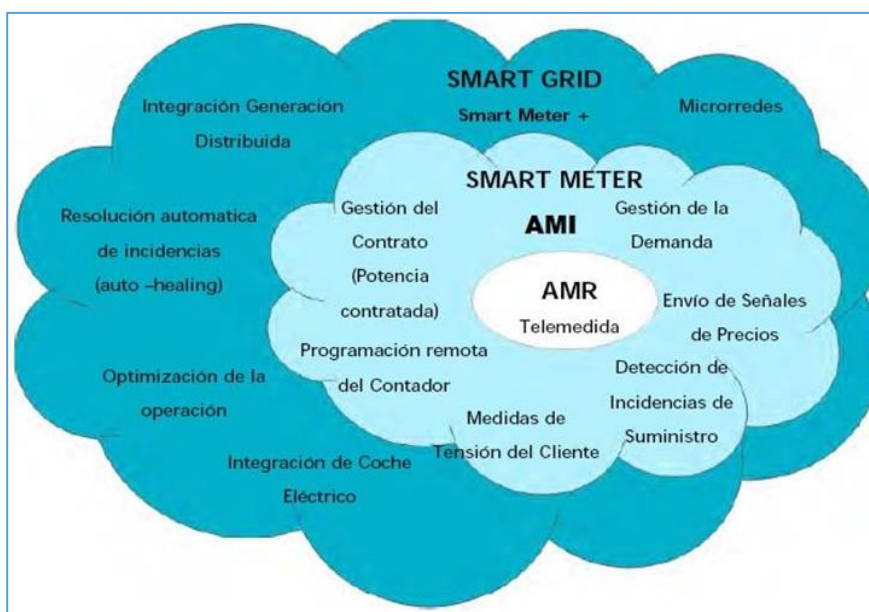 SMART GRID
Smart Meter +
Integración Generación
Distribuida
Microrredes
Resolución automatica
de incidencias
(auto –healing)
Optimización de la
operación
Integración de Coche
Eléctrico
SMART METER
AMI
Gestión del
Contrato
(Potencia
contratada)
Programación remota
del Contador
Gestión de la
Demanda
AMR
Telemedida
Envío de Señales
de Precios
Detección de
Incidencias de
Suministro
Medidas de
Tensión del Cliente